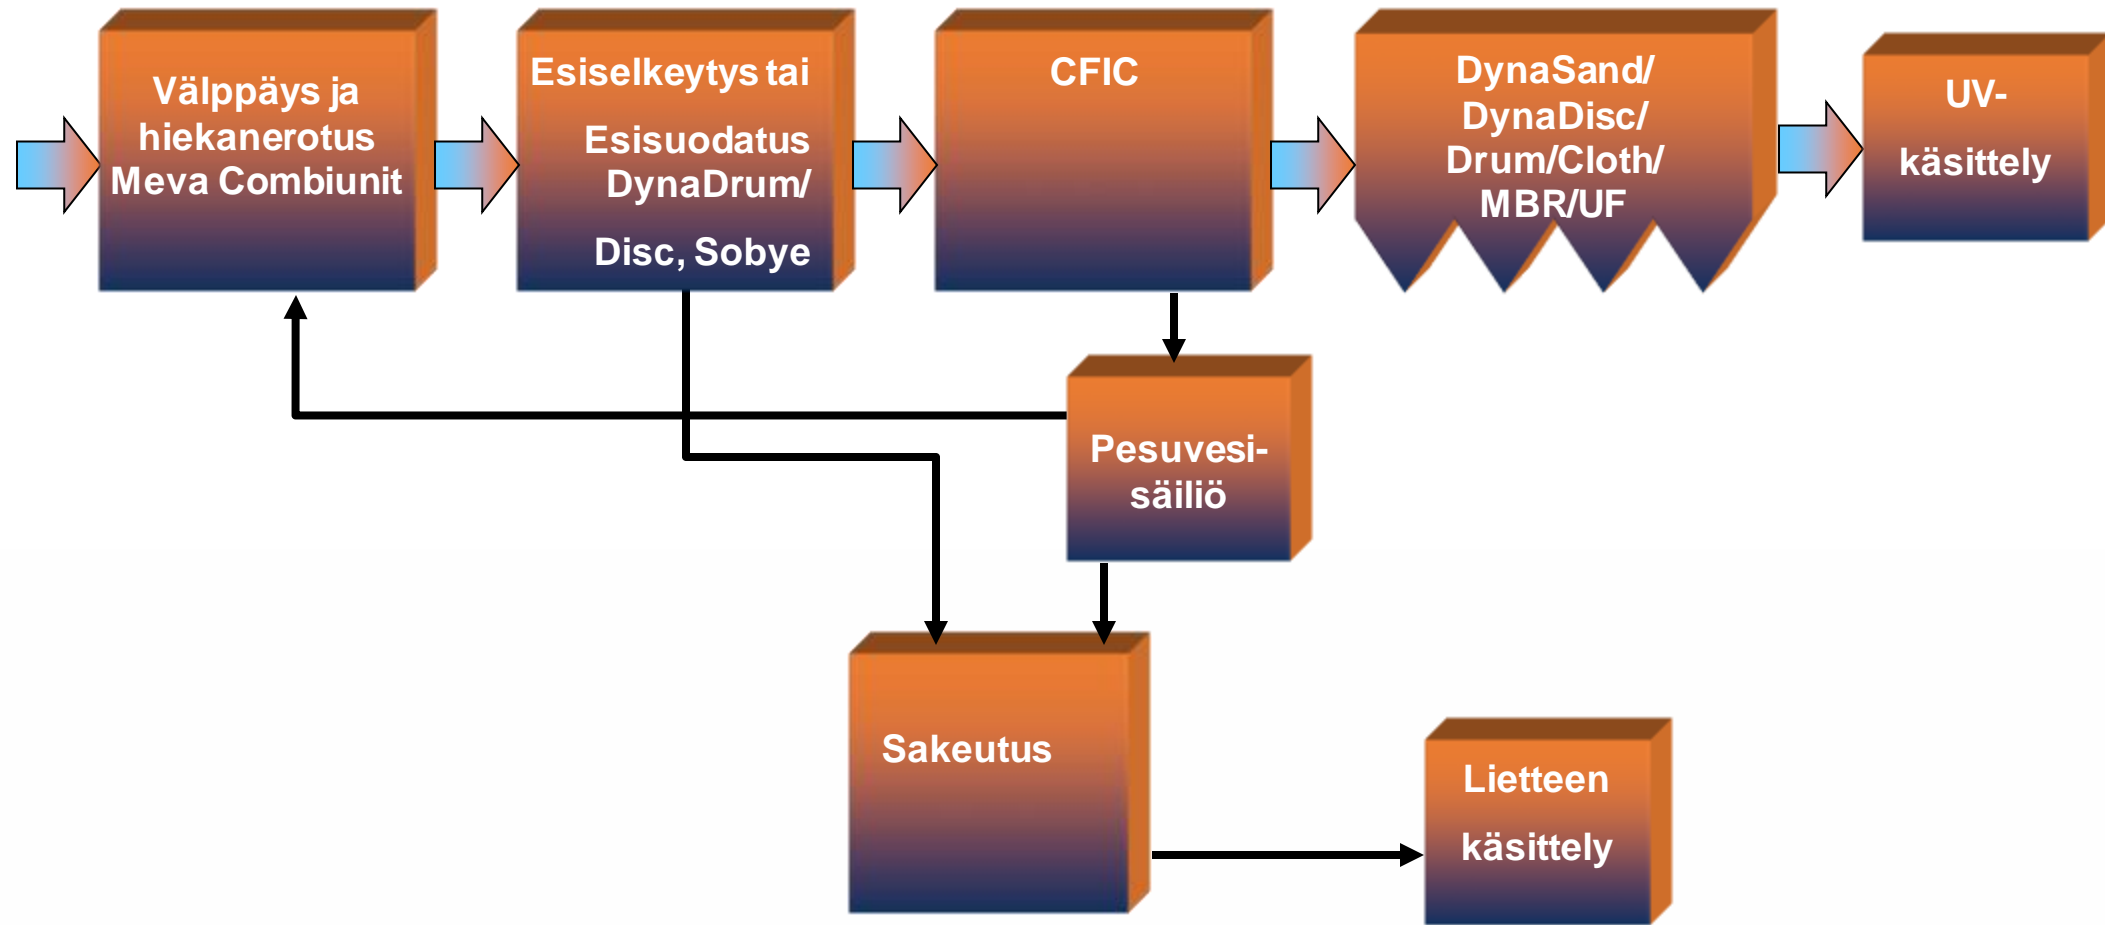 Välppäys ja
hiekanerotus
Meva Combiunit
Esiselkeytys tai
Esisuodatus
DynaDrum/
Disc, Sobye
CFIC
DynaSand/
DynaDisc/
Drum/Cloth/
MBR/UF
UV-
käsittely
Pesuvesi-
säiliö
Sakeutus
Lietteen
käsittely